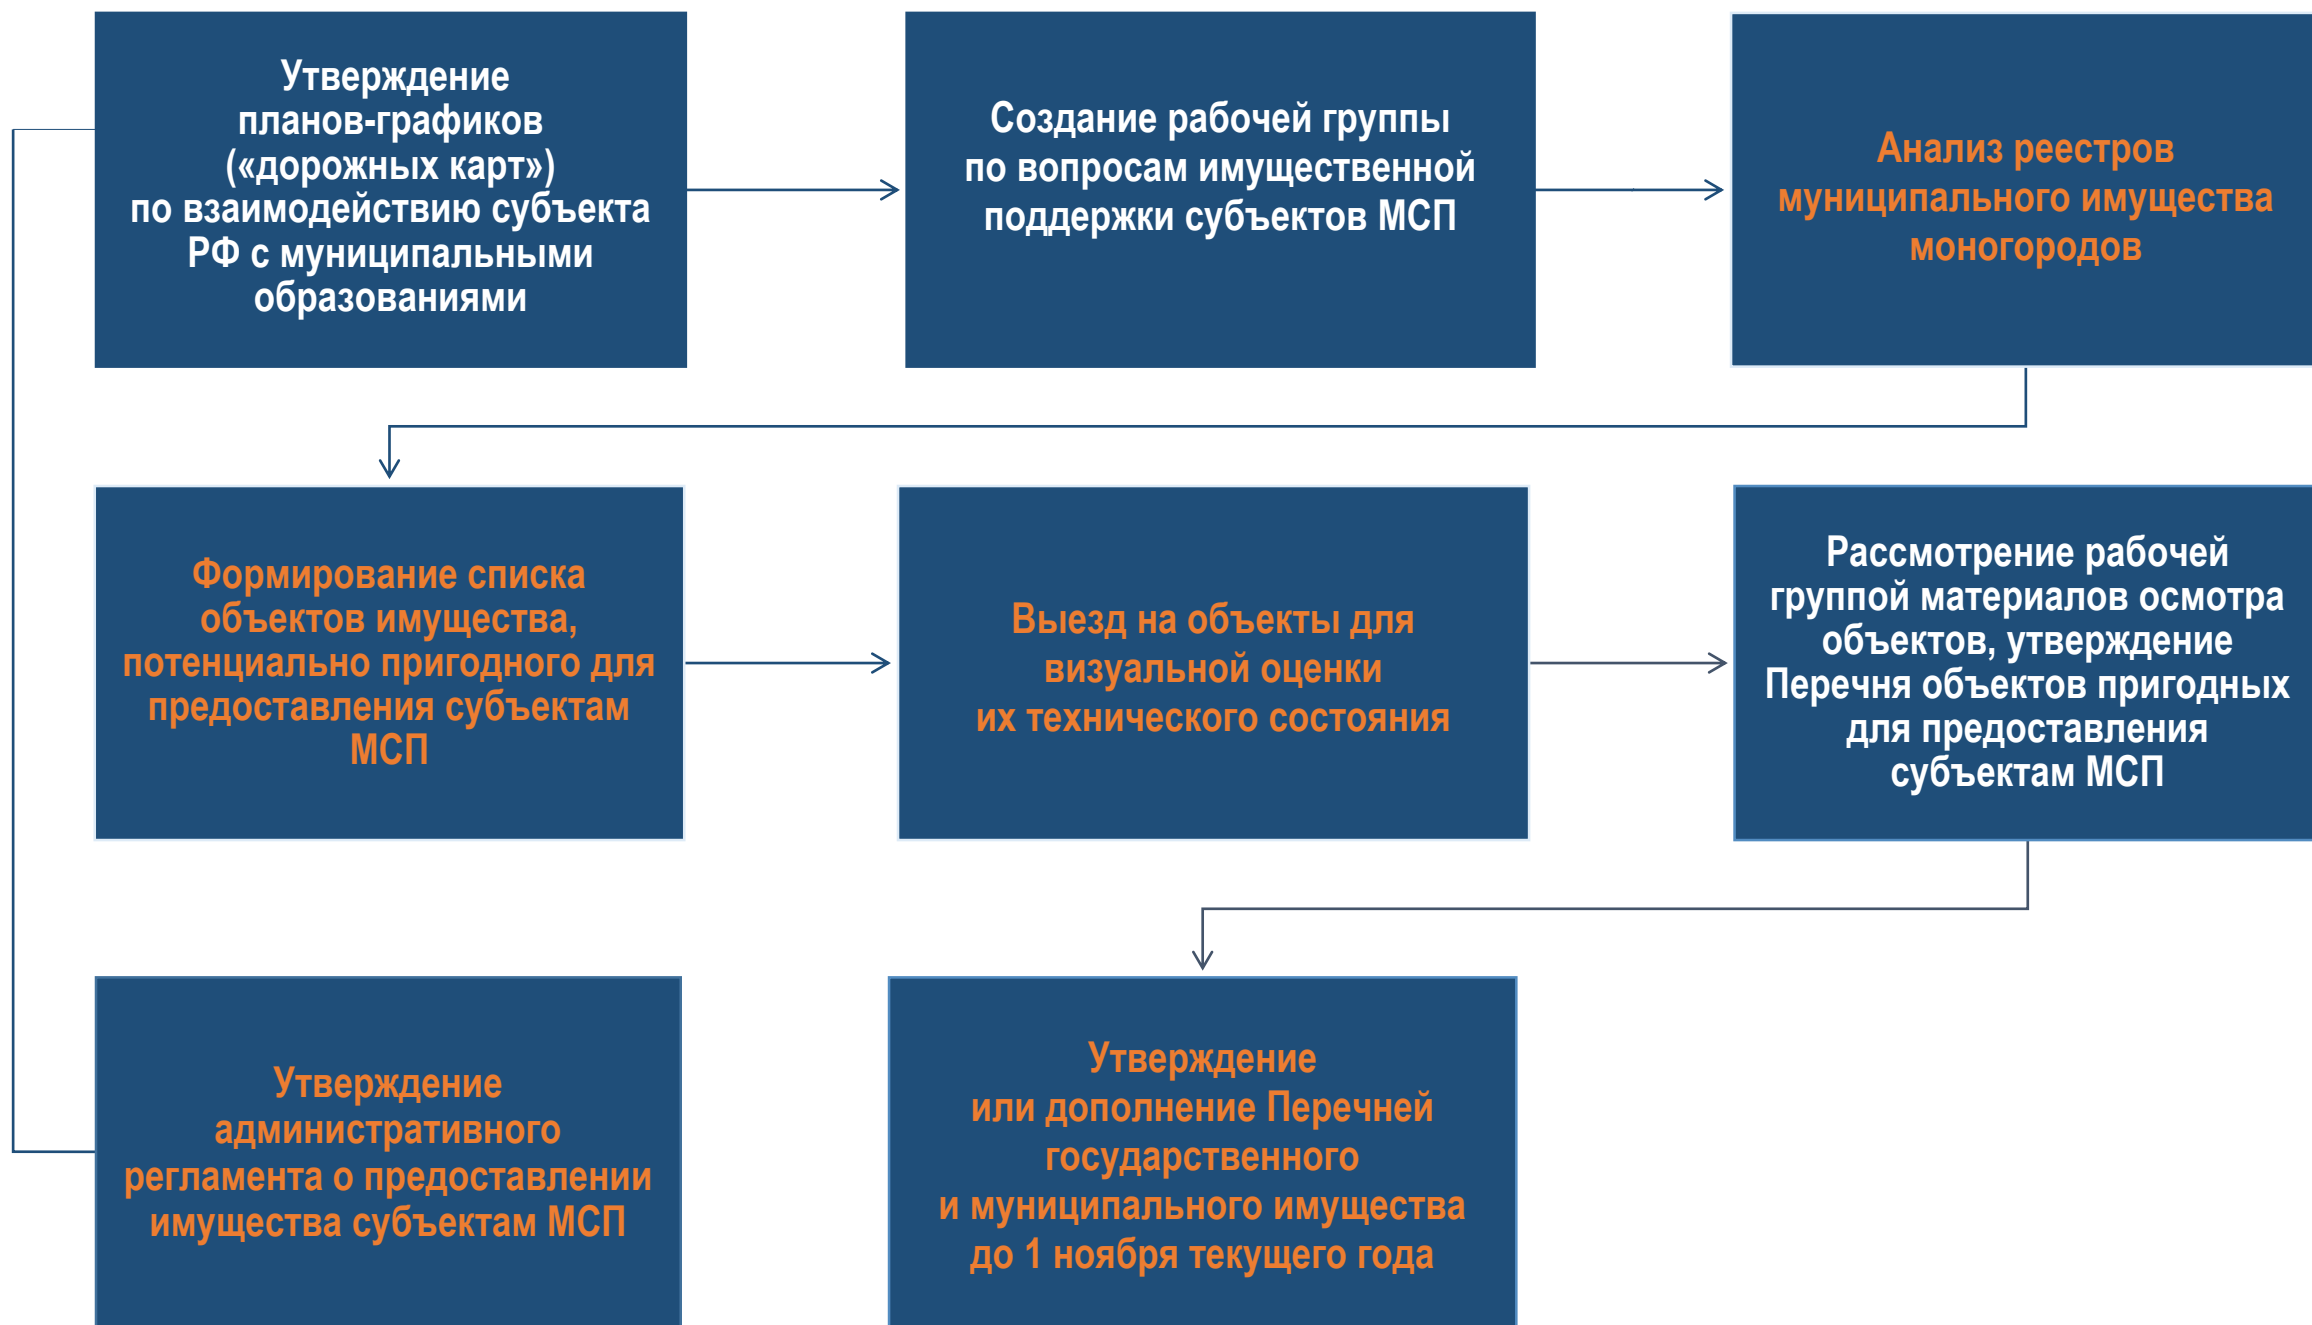 Утверждение
планов-графиков
(«дорожных карт»)
по взаимодействию субъекта
РФ с муниципальными
образованиями
Создание рабочей группы
по вопросам имущественной
поддержки субъектов МСП
Анализ реестров
муниципального имущества
моногородов
Формирование списка
объектов имущества,
потенциально пригодного для
предоставления субъектам
МСП
Выезд на объекты для
визуальной оценки
их технического состояния
Рассмотрение рабочей
группой материалов осмотра
объектов, утверждение
Перечня объектов пригодных
для предоставления
субъектам МСП
Утверждение
административного
регламента о предоставлении
имущества субъектам МСП
Утверждение
или дополнение Перечней
государственного
и муниципального имущества
до 1 ноября текущего года